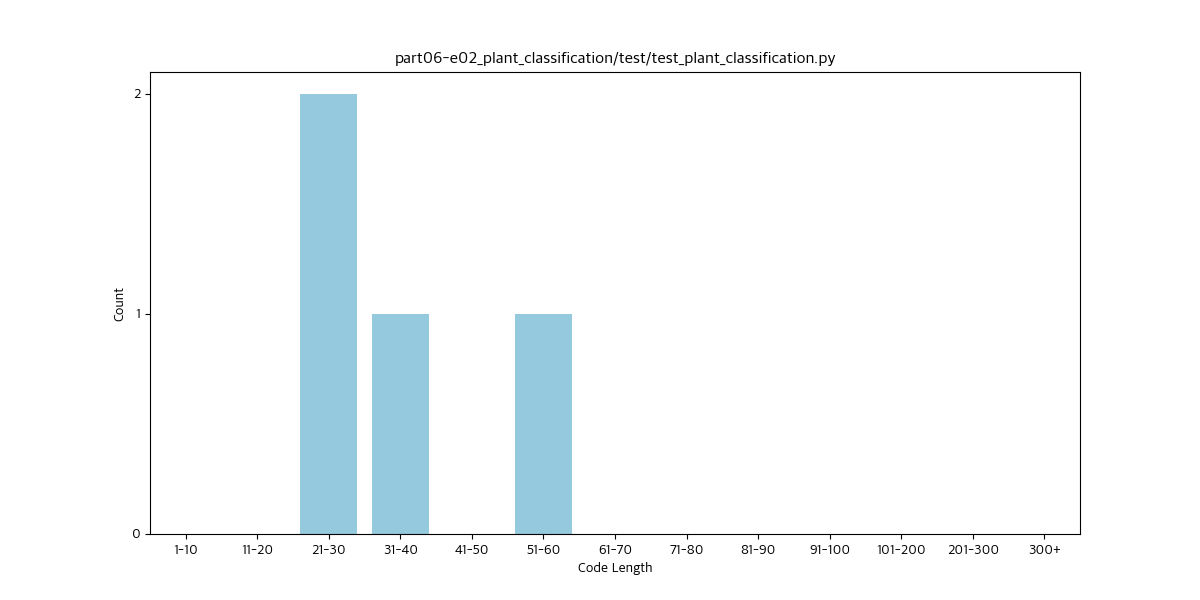 part06-e02_plant_classification/test/test_plant_classification.py
2
1
0
Count
1-10 11-20 21-30 31-40 41-50 51-60 61-70 71-80 81-90 91-100 101-200 201-300 300+
Code Length